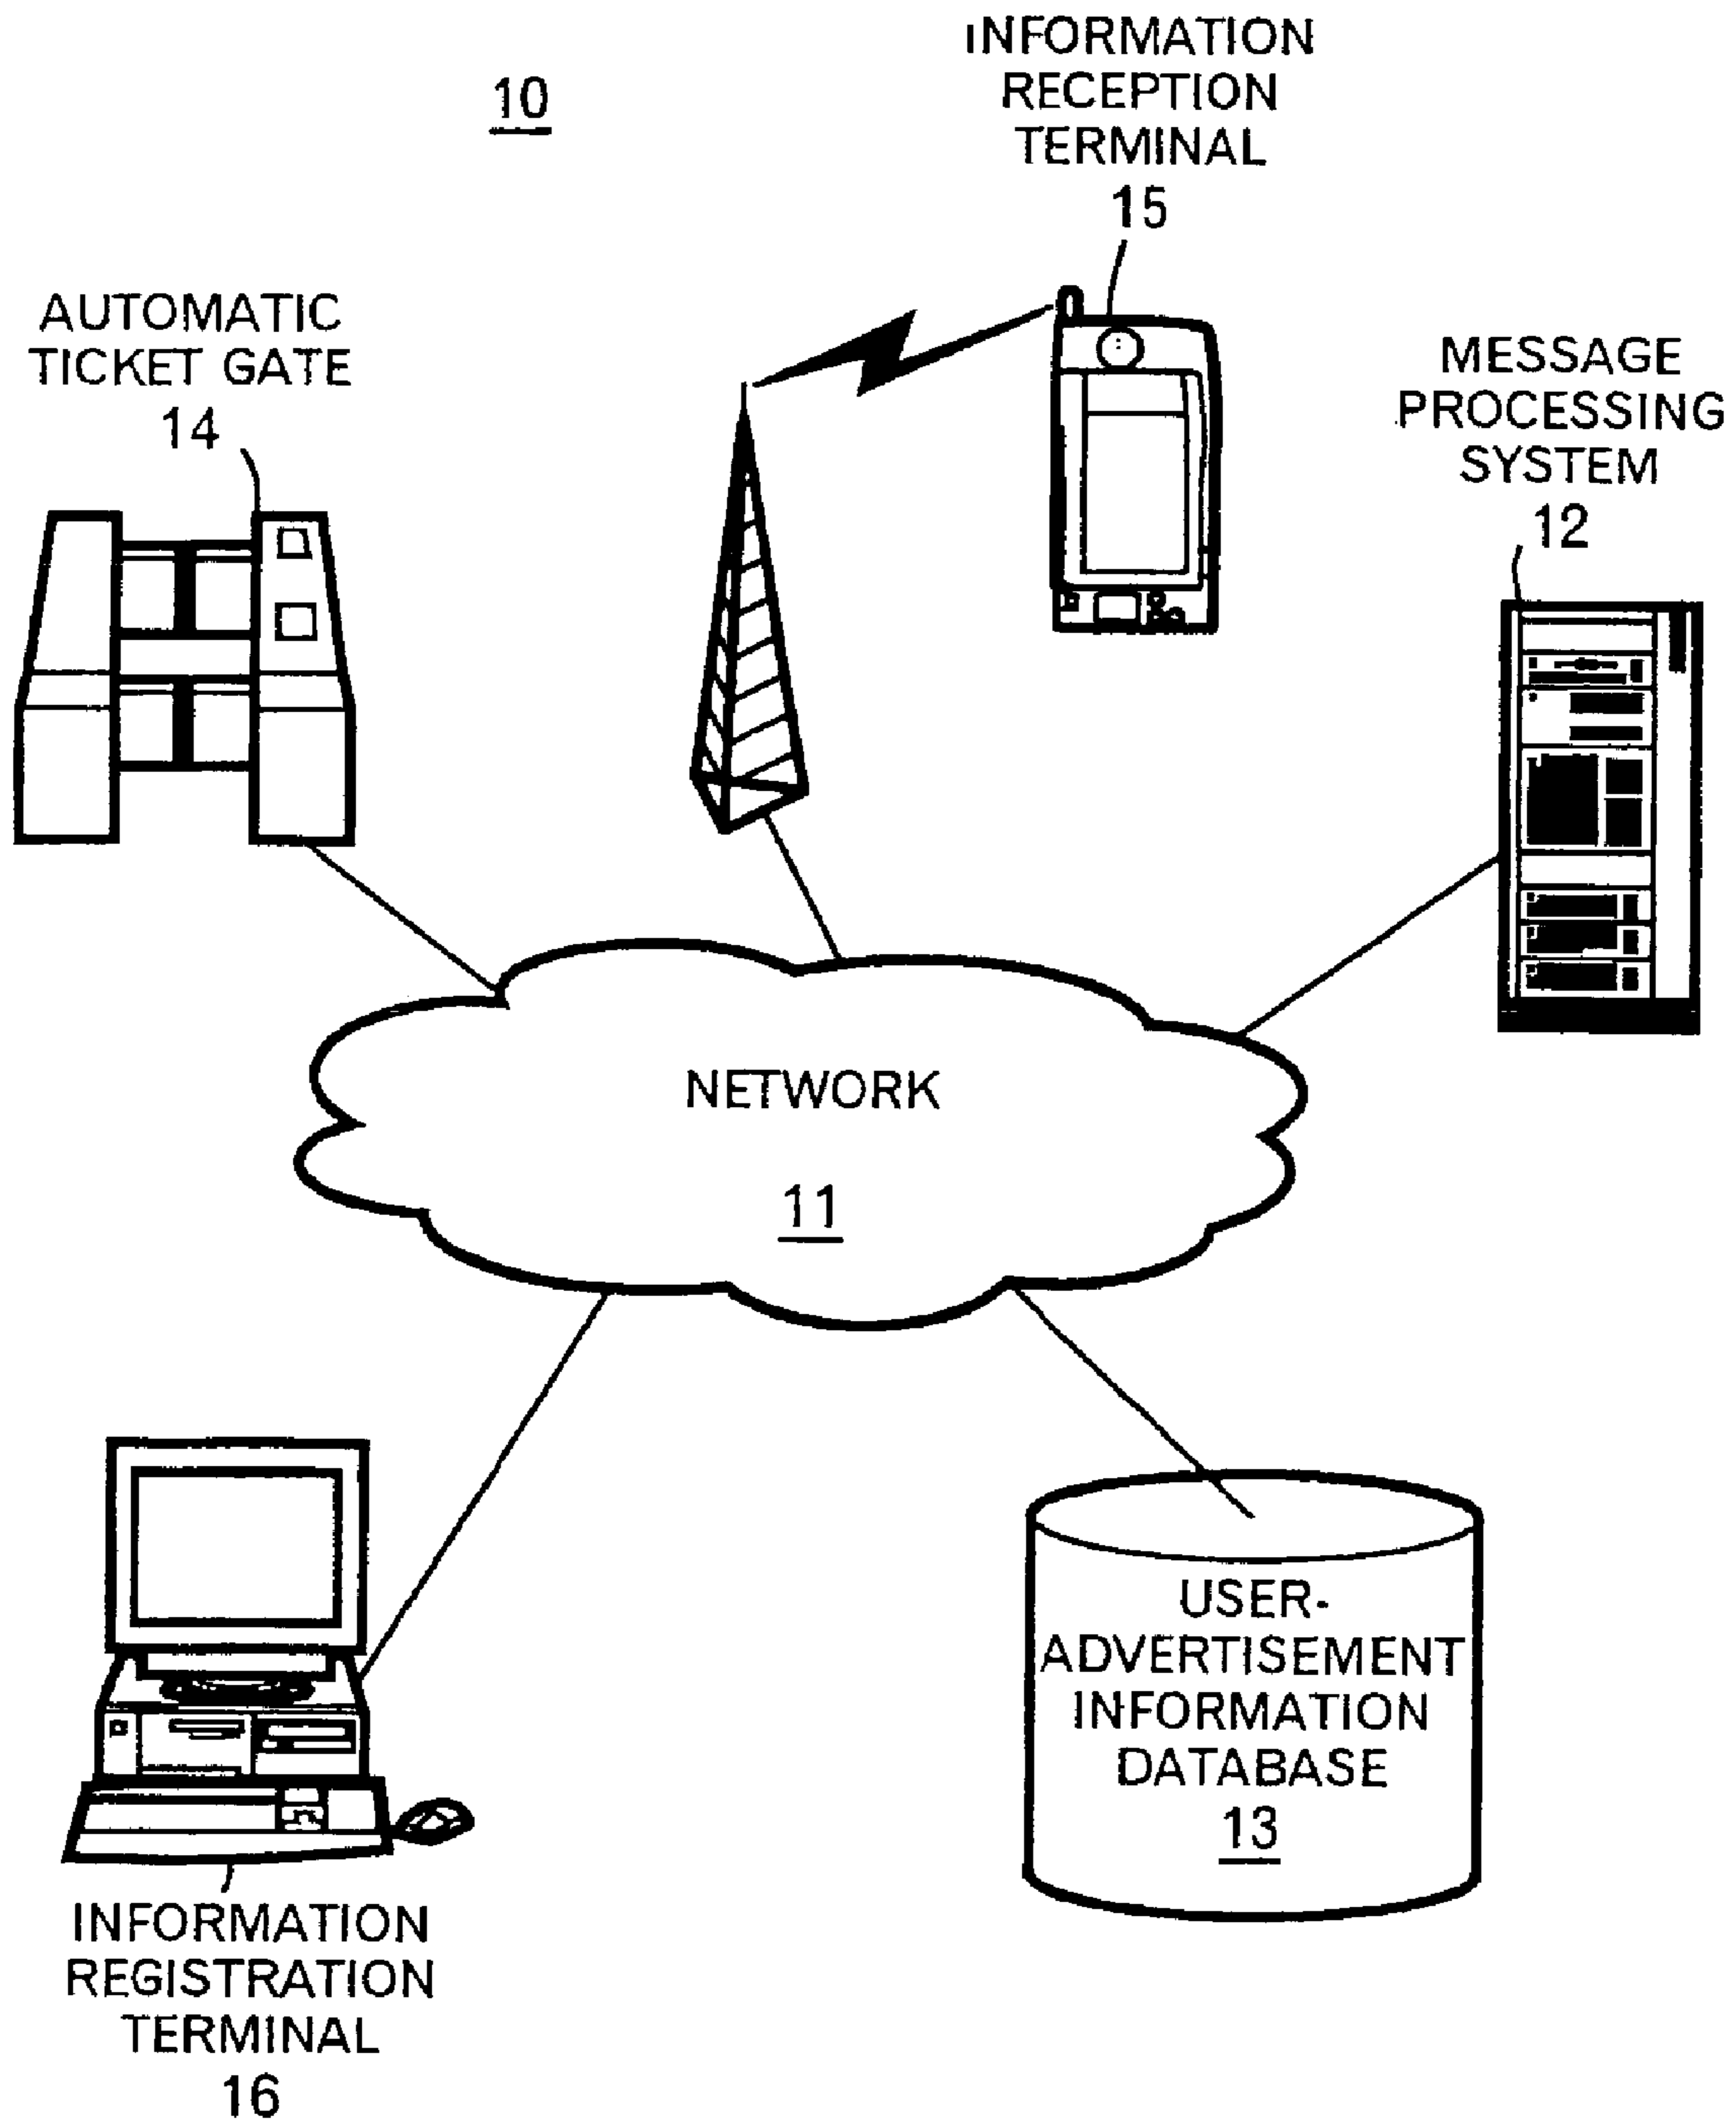 10
INFORMATION
RECEPTION
TERMINAL
15
AUTOMATIC
TICKET GATE
14
MESSAGE
PROCESSING
SYSTEM
12
NETWORK
11
USER-
ADVERTISEMENT
INFORMATION
DATABASE
13
INFORMATION
REGISTRATION
TERMINAL
16